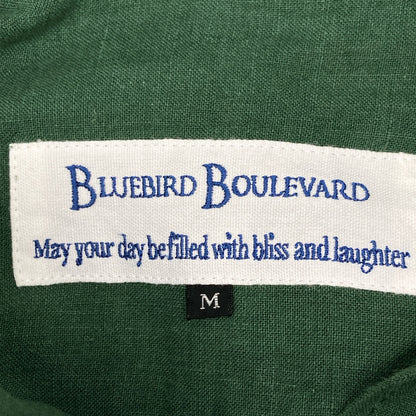 BLUEBIRD BOULEVARD
May your day be filled with bliss and laughter
M